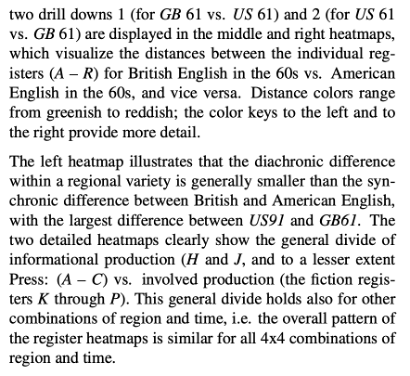 two drill downs 1 (for GB 61 vs. US 61) and 2 (for US 61
vs. GB 61) are displayed in the middle and right heatmaps,
which visualize the distances between the individual reg-
isters (A – R) for British English in the 60s vs. American
English in the 60s, and vice versa. Distance colors range
from greenish to reddish; the color keys to the left and to
the right provide more detail.
The left heatmap illustrates that the diachronic difference
within a regional variety is generally smaller than the syn-
chronic difference between British and American English,
with the largest difference between US91 and GB61. The
two detailed heatmaps clearly show the general divide of
informational production (H and J, and to a lesser extent
Press: (A – C) vs. involved production (the fiction regis-
ters K through P). This general divide holds also for other
combinations of region and time, i.e. the overall pattern of
the register heatmaps is similar for all 4x4 combinations of
region and time.